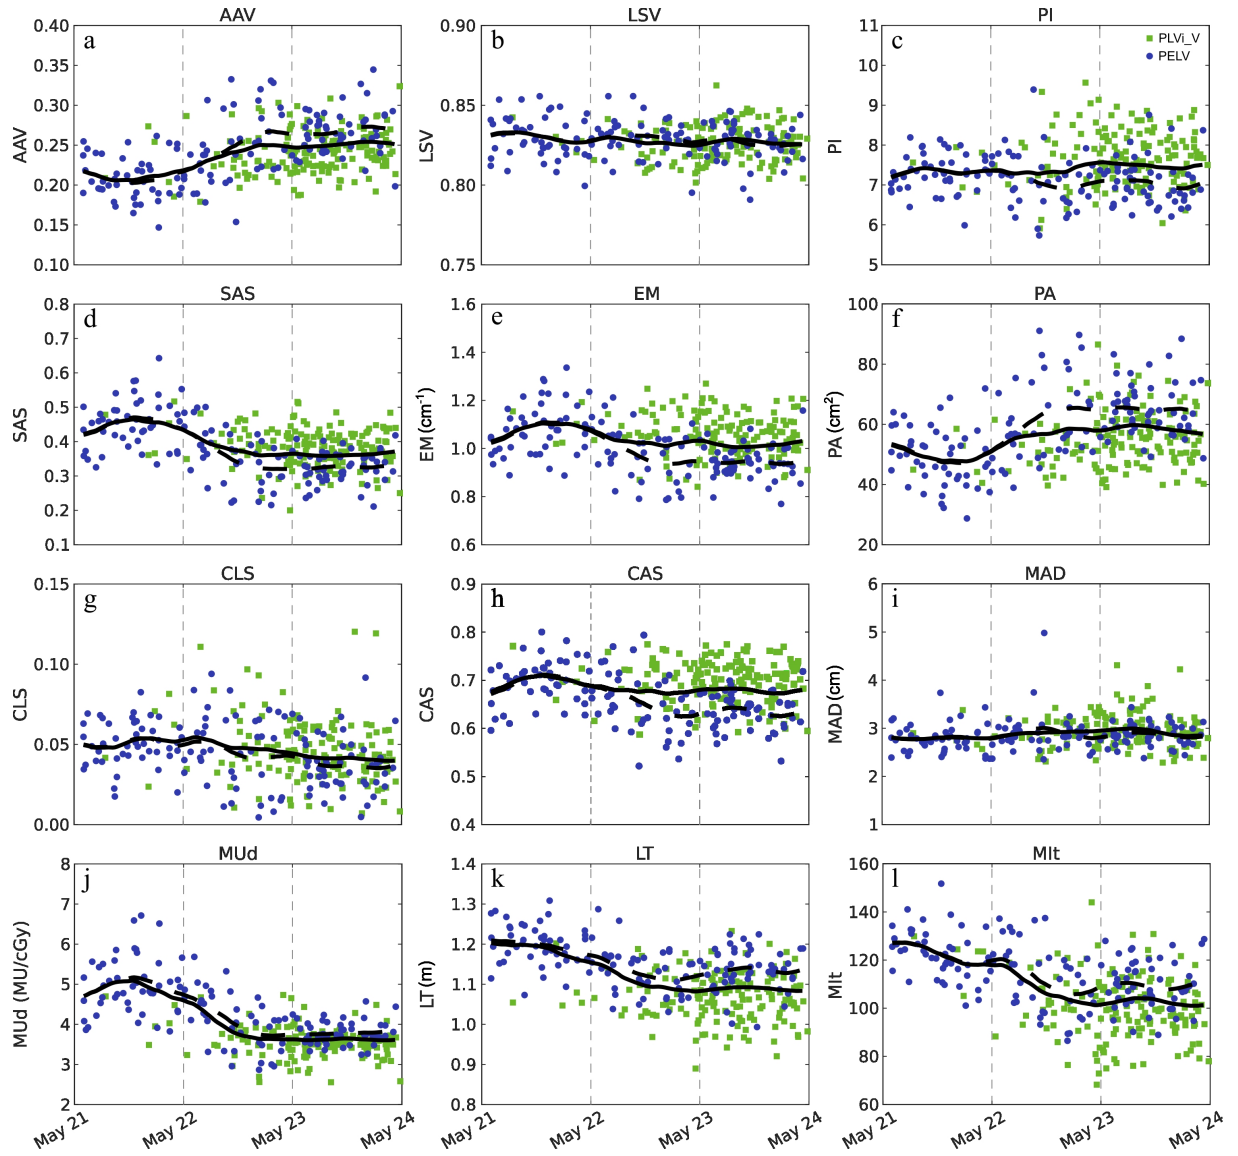 AAV
a
0.40
0.35
0.30
0.25
0.20
0.15
0.10
AAV
LSV
b
0.90
0.85
0.80
0.75
LSV
PI
c
11
10
9
8
7
6
5
PI
PLVi_V
PELV
SAS
d
0.8
0.7
0.6
0.5
0.4
0.3
0.2
0.1
SAS
EM
e
1.6
1.4
1.2
1.0
0.8
0.6
EM (cm⁻¹)
PA
f
100
80
60
40
20
PA (cm²)
CLS
g
0.15
0.10
0.05
0.00
CLS
CAS
h
0.9
0.8
0.7
0.6
0.5
0.4
CAS
MAD
i
6
5
4
3
2
1
MAD (cm)
MUd
j
8
7
6
5
4
3
2
MUd (MU/cGy)
May 21
May 22
May 23
May 24
LT
k
1.4
1.3
1.2
1.1
1.0
0.9
0.8
LT (m)
21
May 22
May 23
May 24
MIt
l
160
140
120
100
80
60
MIt
May 21
May 22
May 23
May 24